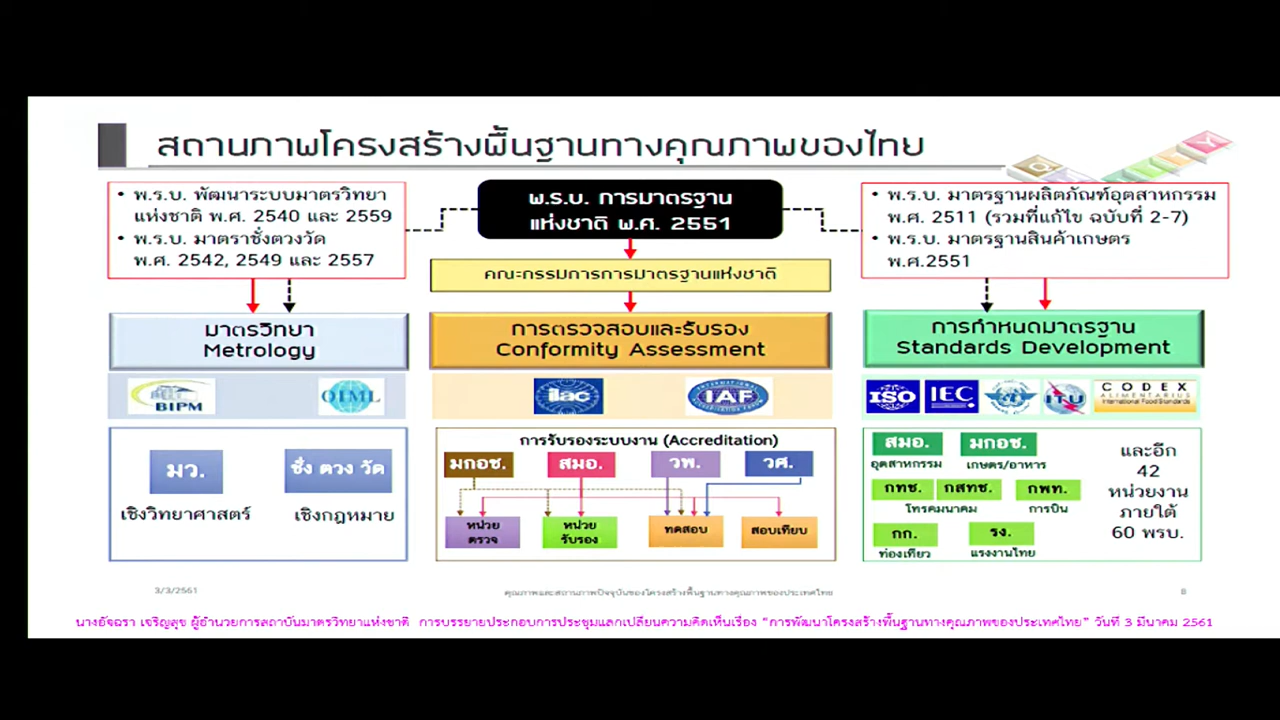 สถานภาพโครงสร้างพื้นฐานทางคุณภาพของไทย
• พ.ร.บ. พัฒนาระบบมาตรวิทยา
แห่งชาติ พ.ศ. 2540 และ 2559
• พ.ร.บ. มาตราชั่งตวงวัด
พ.ศ. 2542, 2549 และ 2557
พ.ร.บ. การมาตรฐาน
แห่งชาติ พ.ศ. 2551
คณะกรรมการการมาตรฐานแห่งชาติ
• พ.ร.บ. มาตรฐานผลิตภัณฑ์อุตสาหกรรม
พ.ศ. 2511 (รวมที่แก้ไข ฉบับที่ 2-7)
• พ.ร.บ. มาตรฐานสินค้าเกษตร
พ.ศ.2551
มาตรวิทยา
Metrology
การตรวจสอบและรับรอง
Conformity Assessment
การกำหนดมาตรฐาน
Standards Development
BIPM
OIML
ilac
IAF
ISO
IEC
ITU
CODEX
ALIMENTARIUS
International Food Standards
มว.
เชิงวิทยาศาสตร์
ชั่ง ตวง วัด
เชิงกฎหมาย
การรับรองระบบงาน (Accreditation)
มกอช. สมอ. วพ. วศ.
หน่วย
ตรวจ
หน่วย
รับรอง
ทดสอบ
สอบเทียบ
สมอ.
อุตสาหกรรม
มกอช.
เกษตร/อาหาร
กทช. กสทช.
โทรคมนาคม
กพท.
การบิน
กก.
ท่องเที่ยว
รง.
แรงงานไทย
และอีก
42
หน่วยงาน
ภายใต้
60 พรบ.
3/3/2561
คุณภาพและสถานภาพปัจจุบันของโครงสร้างพื้นฐานทางคุณภาพของประเทศไทย
8
นางอัจฉรา เจริญสุข ผู้อำนวยการสถาบันมาตรวิทยาแห่งชาติ การบรรยายประกอบการประชุมแลกเปลี่ยนความคิดเห็นเรื่อง “การพัฒนาโครงสร้างพื้นฐานทางคุณภาพของประเทศไทย” วันที่ 3 มีนาคม 2561